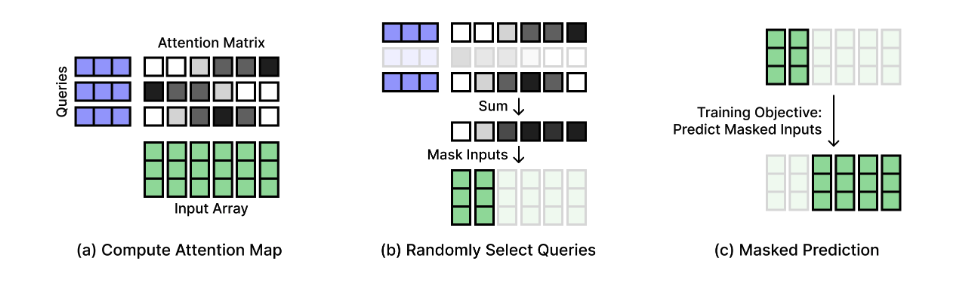 Attention Matrix
Queries
Input Array
(a) Compute Attention Map
Sum
Mask Inputs
(b) Randomly Select Queries
Training Objective:
Predict Masked Inputs
(c) Masked Prediction